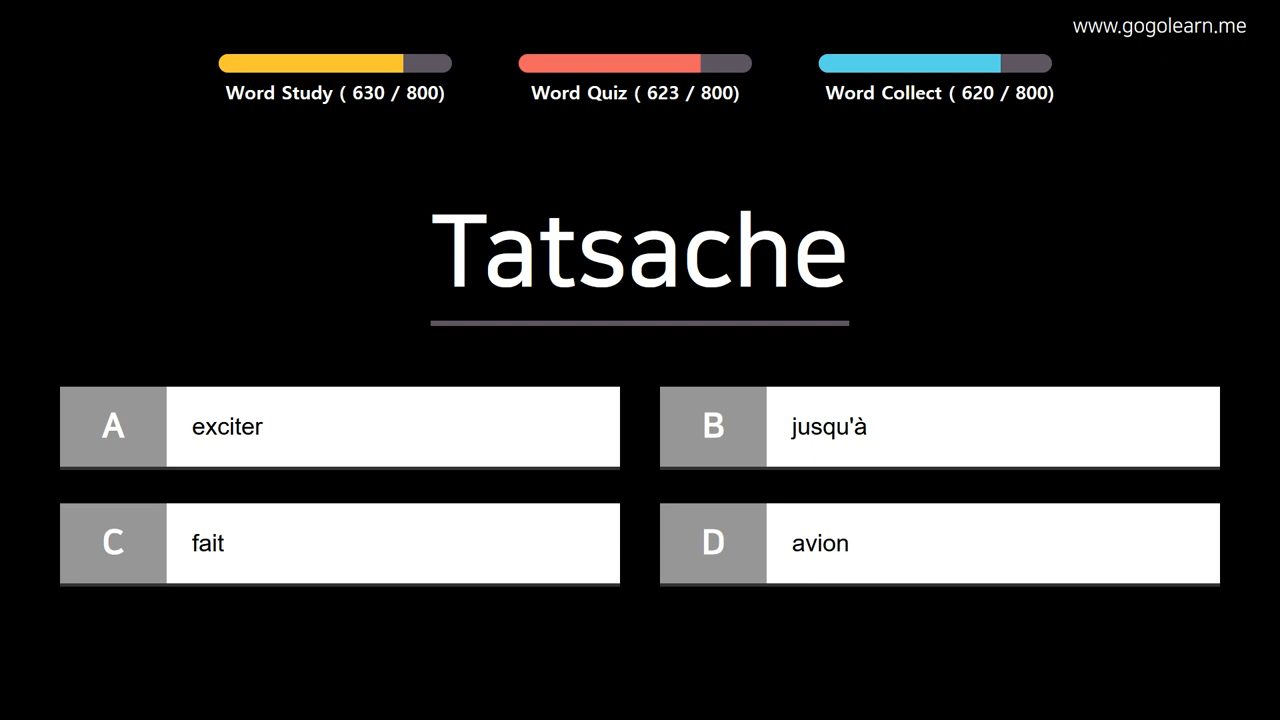 www.gogolearn.me
Word Study ( 630 / 800)
Word Quiz ( 623 / 800)
Word Collect ( 620 / 800)
Tatsache
A exciter
B jusqu'à
C fait
D avion